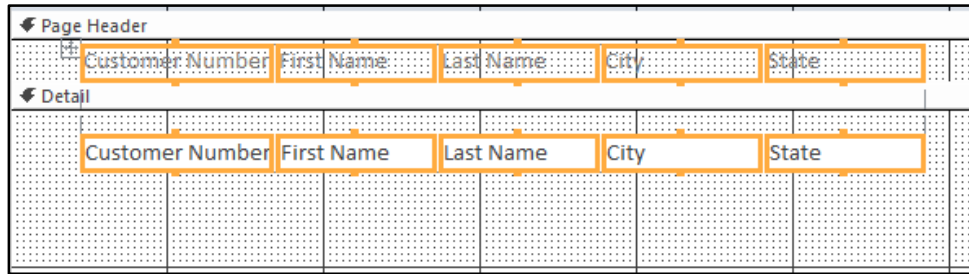 Page Header
Customer Number First Name Last Name City State
Detail
Customer Number First Name Last Name City State